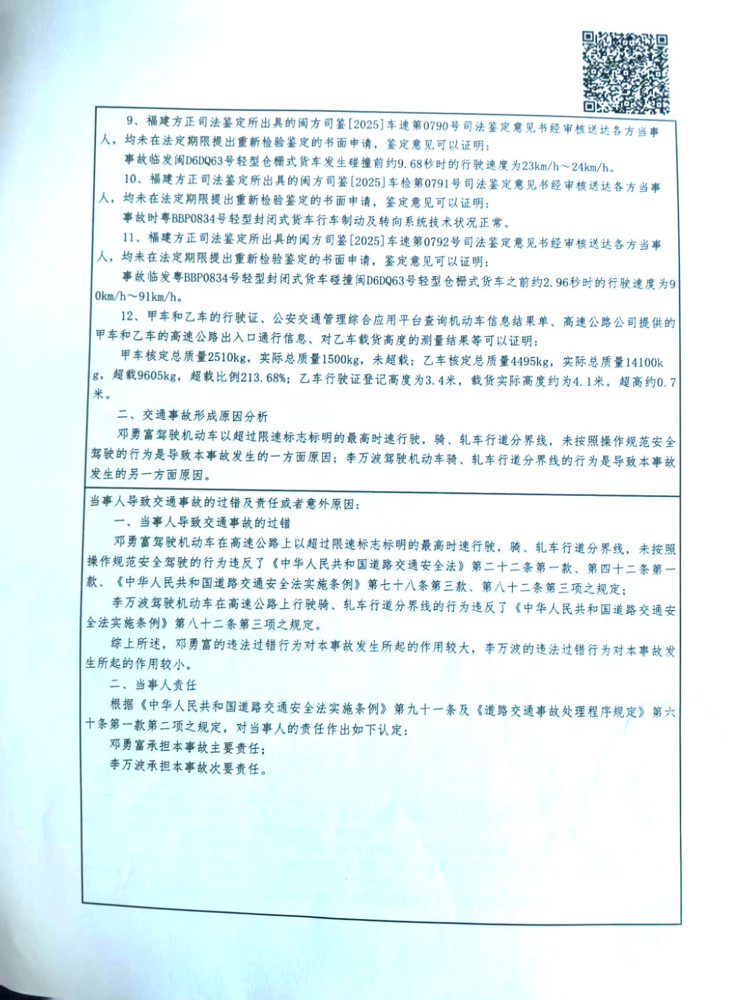 9、福建方正司法鉴定所出具的闽方司鉴[2025]车速第0790号司法鉴定意见书经审核送达各方当事
人，均未在法定期限提出重新检验鉴定的书面申请，鉴定意见可以证明：
事故临发闽D6DQ63号轻型仓栅式货车发生碰撞前约9.68秒时的行驶速度为23km/h～24km/h。
10、福建方正司法鉴定所出具的闽方司鉴[2025]车检第0791号司法鉴定意见书经审核送达各方当事
人，均未在法定期限提出重新检验鉴定的书面申请，鉴定意见可以证明：
事故时粤BBP0834号轻型封闭式货车行车制动及转向系统技术状况正常。
11、福建方正司法鉴定所出具的闽方司鉴[2025]车速第0792号司法鉴定意见书经审核送达各方当事
人，均未在法定期限提出重新检验鉴定的书面申请，鉴定意见可以证明：
事故临发粤BBP0834号轻型封闭式货车碰撞闽D6DQ63号轻型仓栅式货车之前约2.96秒时的行驶速度为9
0km/h～91km/h。
12、甲车和乙车的行驶证、公安交通管理综合应用平台查询机动车信息结果单、高速公路公司提供的
甲车和乙车的高速公路出入口通行信息、对乙车载货高度的测量结果等可以证明：
甲车核定总质量2510kg，实际总质量1500kg，未超载；乙车核定总质量4495kg，实际总质量14100k
g，超载9605kg，超载比例213.68%；乙车行驶证登记高度为3.4米，载货实际高度约为4.1米，超高约0.7
米。
二、交通事故形成原因分析
邓勇富驾驶机动车以超过限速标志标明的最高时速行驶，骑、轧车行道分界线，未按照操作规范安全
驾驶的行为是导致本事故发生的一方面原因；李万波驾驶机动车骑、轧车行道分界线的行为是导致本事故
发生的另一方面原因。
当事人导致交通事故的过错及责任或者意外原因：
一、当事人导致交通事故的过错
邓勇富驾驶机动车在高速公路上以超过限速标志标明的最高时速行驶，骑、轧车行道分界线，未按照
操作规范安全驾驶的行为违反了《中华人民共和国道路交通安全法》第二十二条第一款、第四十二条第一
款、《中华人民共和国道路交通安全法实施条例》第七十八条第三款、第八十二条第三项之规定；
李万波驾驶机动车在高速公路上行驶骑、轧车行道分界线的行为违反了《中华人民共和国道路交通安
全法实施条例》第八十二条第三项之规定。
综上所述，邓勇富的违法过错行为对本事故发生所起的作用较大，李万波的违法过错行为对本事故发
生所起的作用较小。
二、当事人责任
根据《中华人民共和国道路交通安全法实施条例》第九十一条及《道路交通事故处理程序规定》第六
十条第一款第二项之规定，对当事人的责任作出如下认定：
邓勇富承担本事故主要责任；
李万波承担本事故次要责任。